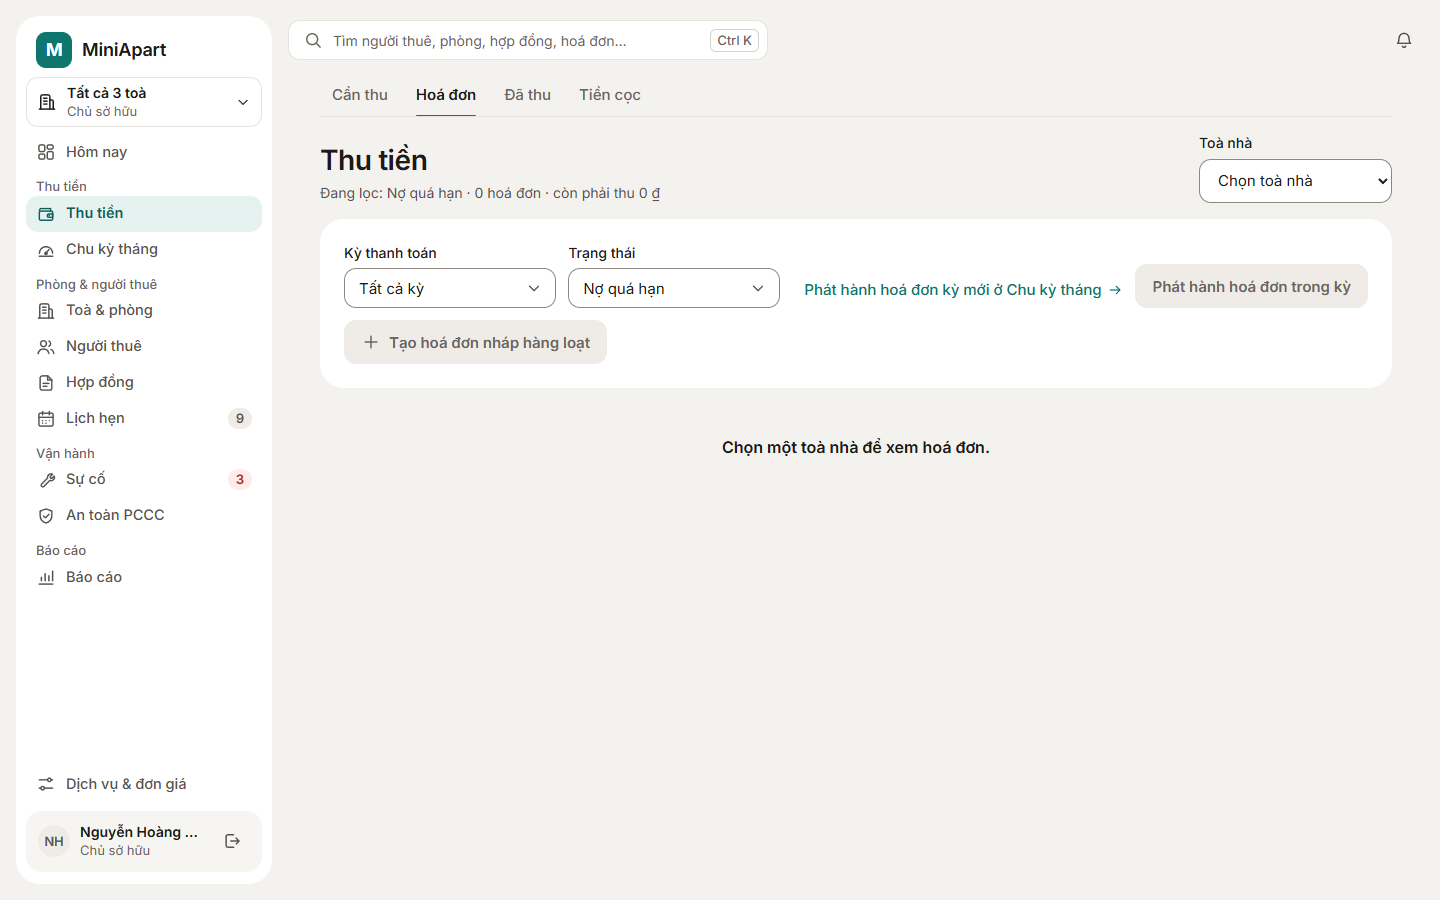 M MiniApart
Tất cả 3 toà
Chủ sở hữu
Hôm nay
Thu tiền
Thu tiền
Chu kỳ tháng
Phòng & người thuê
Toà & phòng
Người thuê
Hợp đồng
Lịch hẹn 9
Vận hành
Sự cố 3
An toàn PCCC
Báo cáo
Báo cáo
Dịch vụ & đơn giá
NH
Nguyễn Hoàng ...
Chủ sở hữu
Tìm người thuê, phòng, hợp đồng, hoá đơn... Ctrl K
Cần thu Hoá đơn Đã thu Tiền cọc
Thu tiền
Đang lọc: Nợ quá hạn · 0 hoá đơn · còn phải thu 0 ₫
Toà nhà
Chọn toà nhà
Kỳ thanh toán Trạng thái
Tất cả kỳ Nợ quá hạn Phát hành hoá đơn kỳ mới ở Chu kỳ tháng → Phát hành hoá đơn trong kỳ
Tạo hoá đơn nháp hàng loạt
Chọn một toà nhà để xem hoá đơn.